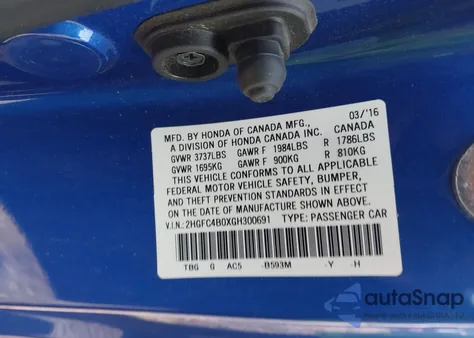 03/'16
MFD. BY HONDA OF CANADA MFG.,
A DIVISION OF HONDA CANADA INC. CANADA
GVWR 3737LBS GAWR F 1984LBS R 1786LBS
GVWR 1695KG GAWR F 900KG R 810KG
THIS VEHICLE CONFORMS TO ALL APPLICABLE
FEDERAL MOTOR VEHICLE SAFETY, BUMPER,
AND THEFT PREVENTION STANDARDS IN EFFECT
ON THE DATE OF MANUFACTURE SHOWN ABOVE.
V.I.N.: 2HGFC4B0XGH300691 TYPE: PASSENGER CAR
TBG G AC5 -B593M -Y -H
autoSnap